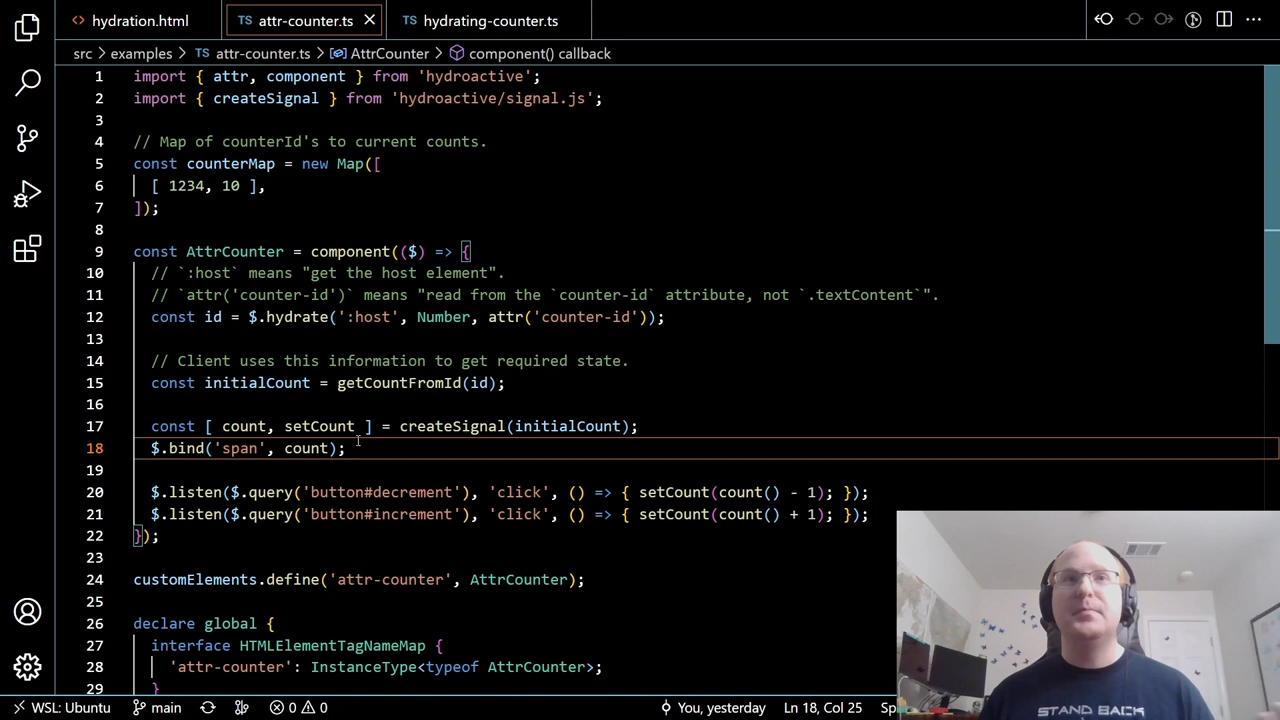 hydration.html
TS attr-counter.ts
TS hydrating-counter.ts
src > examples > TS attr-counter.ts > AttrCounter > component() callback
1 import { attr, component } from 'hydroactive';
2 import { createSignal } from 'hydroactive/signal.js';
3
4 // Map of counterId's to current counts.
5 const counterMap = new Map([
6 [ 1234, 10 ],
7 ]);
8
9 const AttrCounter = component(($) => {
10 // `:host` means "get the host element".
11 // `attr('counter-id')` means "read from the `counter-id` attribute, not `.textContent`".
12 const id = $.hydrate(':host', Number, attr('counter-id'));
13
14 // Client uses this information to get required state.
15 const initialCount = getCountFromId(id);
16
17 const [ count, setCount ] = createSignal(initialCount);
18 $.bind('span', count);
19
20 $.listen($.query('button#decrement'), 'click', () => { setCount(count() - 1); });
21 $.listen($.query('button#increment'), 'click', () => { setCount(count() + 1); });
22 });
23
24 customElements.define('attr-counter', AttrCounter);
25
26 declare global {
27 interface HTMLElementTagNameMap {
28 'attr-counter': InstanceType<typeof AttrCounter>;
29 }
STAND BACK
WSL: Ubuntu main 0 0 You, yesterday Ln 18, Col 25